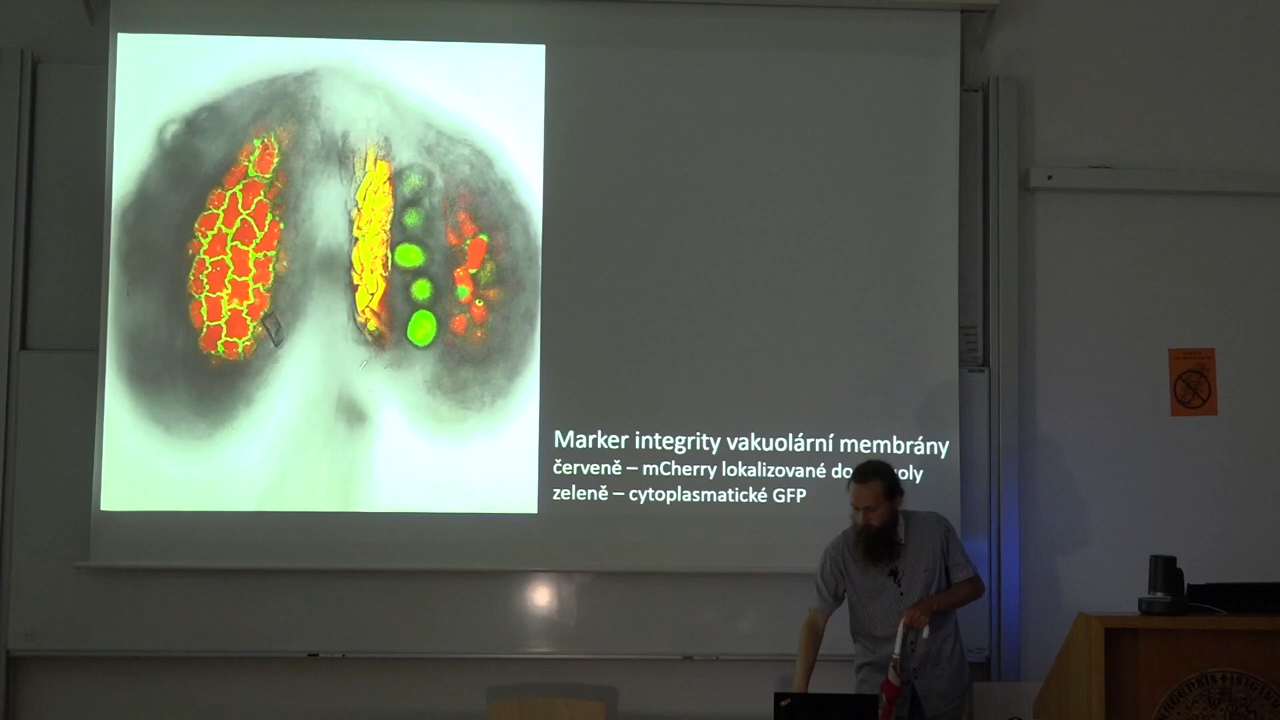 Marker integrity vakuolární membrány
červeně – mCherry lokalizované do
zeleně – cytoplasmatické GFP